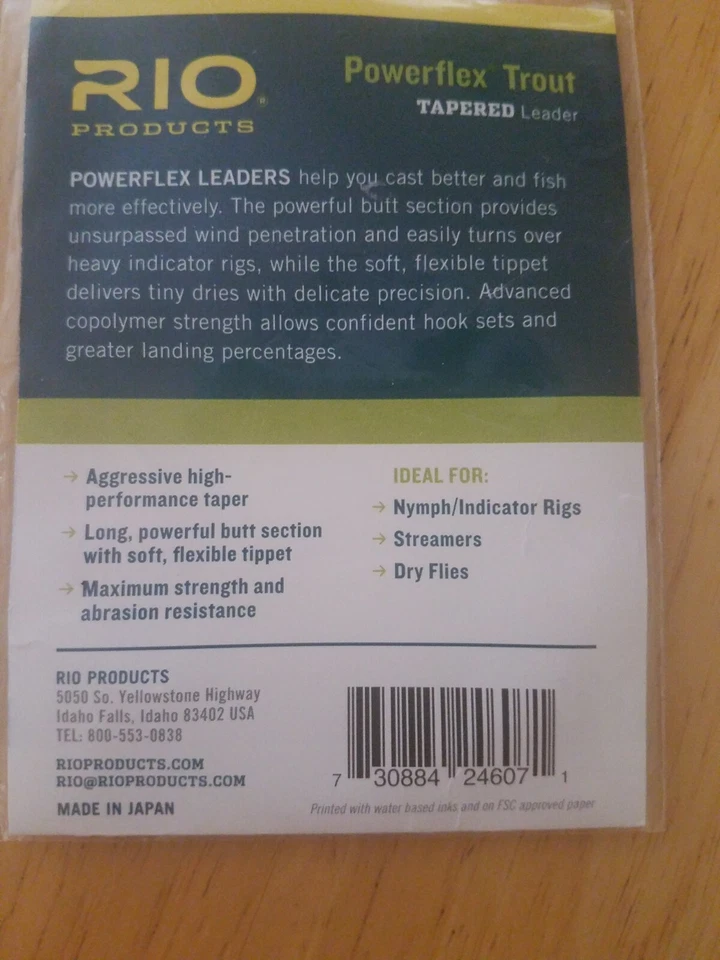 RIO®
PRODUCTS
Powerflex Trout
TAPERED Leader
POWERFLEX LEADERS help you cast better and fish
more effectively. The powerful butt section provides
unsurpassed wind penetration and easily turns over
heavy indicator rigs, while the soft, flexible tippet
delivers tiny dries with delicate precision. Advanced
copolymer strength allows confident hook sets and
greater landing percentages.
→ Aggressive high-
performance taper
→ Long, powerful butt section
with soft, flexible tippet
→ Maximum strength and
abrasion resistance
IDEAL FOR:
→ Nymph/Indicator Rigs
→ Streamers
→ Dry Flies
RIO PRODUCTS
5050 So. Yellowstone Highway
Idaho Falls, Idaho 83402 USA
TEL: 800-553-0838
RIOPRODUCTS.COM
RIO@RIOPRODUCTS.COM
MADE IN JAPAN
7 30884 24607 1
Printed with water based inks and on FSC approved paper